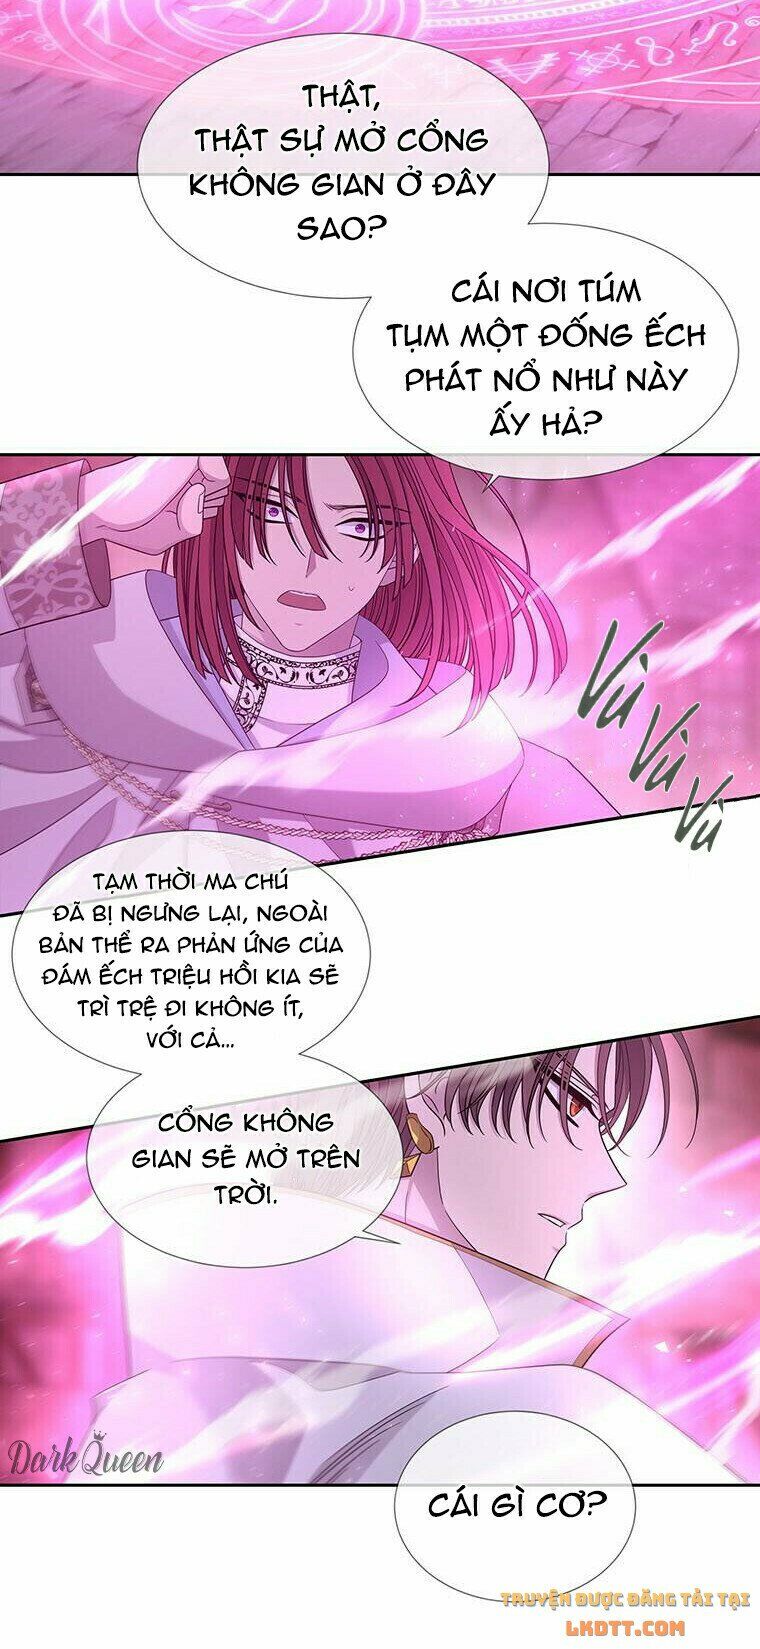 THẬT,
THẬT SỰ MỞ CỔNG
KHÔNG GIAN Ở ĐÂY
SAO?
CÁI NƠI TÚM
TỤM MỘT ĐỐNG ẾCH
PHÁT NỔ NHƯ NÀY
ẤY HẢ?
VÙ
VÙ
VÙ
TẠM THỜI MA CHÚ
ĐÃ BỊ NGƯNG LẠI, NGOÀI
BẢN THỂ RA PHẢN ỨNG CỦA
ĐÁM ẾCH TRIỆU HỒI KIA SẼ
TRÌ TRỆ ĐI KHÔNG ÍT,
VỚI CẢ...
CỔNG KHÔNG
GIAN SẼ MỞ TRÊN
TRỜI.
DarkQueen
CÁI GÌ CƠ?
TRUYỆN ĐƯỢC ĐĂNG TẢI TẠI
LKDTT.COM